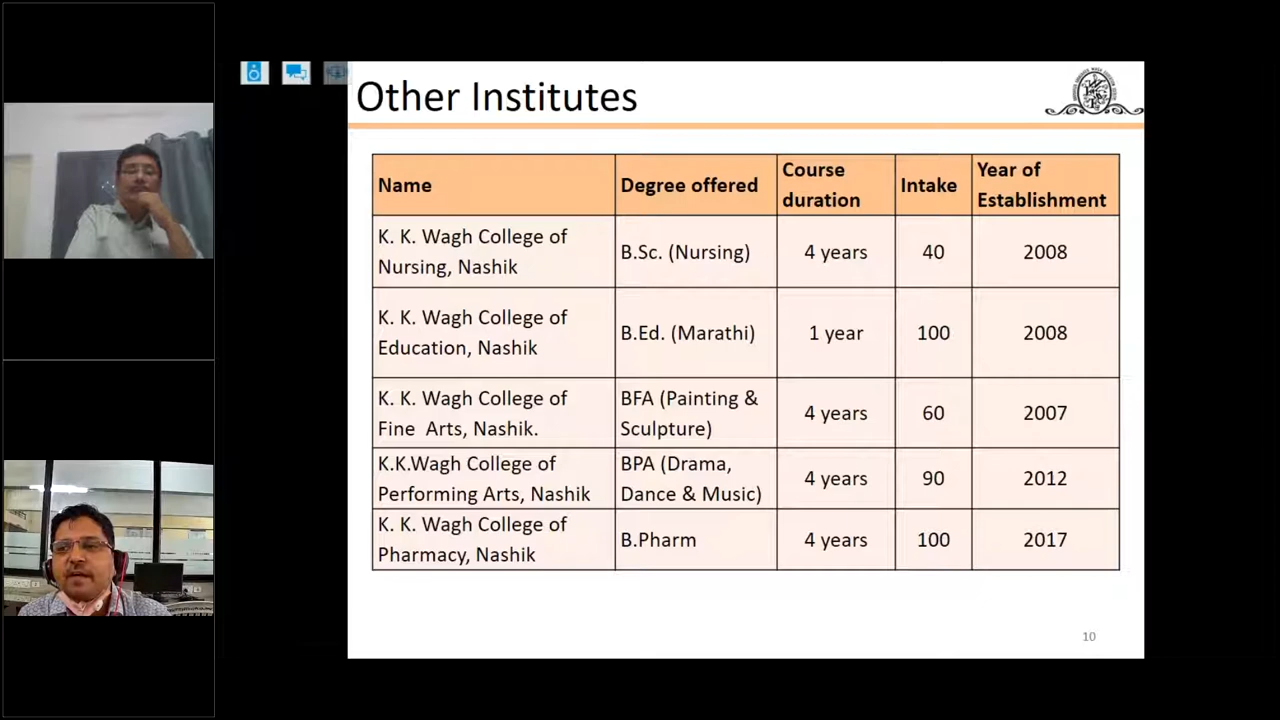 Other Institutes
Name
Degree offered
Course
duration
Intake
Year of
Establishment
K. K. Wagh College of
Nursing, Nashik
B.Sc. (Nursing)
4 years
40
2008
K. K. Wagh College of
Education, Nashik
B.Ed. (Marathi)
1 year
100
2008
K. K. Wagh College of
Fine Arts, Nashik.
BFA (Painting &
Sculpture)
4 years
60
2007
K.K.Wagh College of
Performing Arts, Nashik
BPA (Drama,
Dance & Music)
4 years
90
2012
K. K. Wagh College of
Pharmacy, Nashik
B.Pharm
4 years
100
2017
10